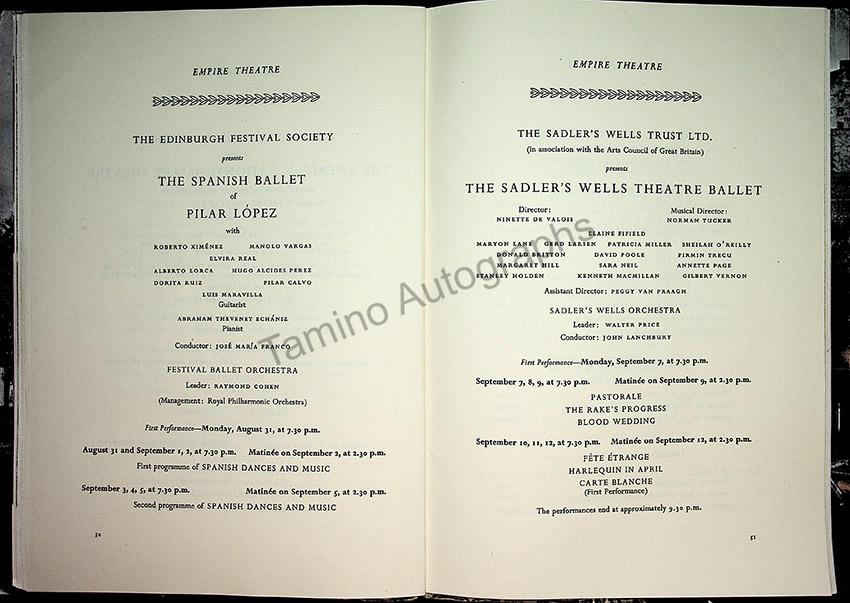 EMPIRE THEATRE
THE EDINBURGH FESTIVAL SOCIETY
presents
THE SPANISH BALLET
of
PILAR LÓPEZ
with
ROBERTO XIMÉNEZ MANOLO VARGAS
ELVIRA REAL
ALBERTO LORCA HUGO ALCIDES PEREZ
DORITA RUIZ PILAR CALVO
LUIS MARAVILLA
Guitarist
ABRAHAM THEVENET ECHÁNIZ
Pianist
Conductor: JOSÉ MARÍA FRANCO
FESTIVAL BALLET ORCHESTRA
Leader: RAYMOND COHEN
(Management: Royal Philharmonic Orchestra)
First Performance—Monday, August 31, at 7.30 p.m.
August 31 and September 1, 2, at 7.30 p.m. Matinée on September 2, at 2.30 p.m.
First programme of SPANISH DANCES AND MUSIC
September 3, 4, 5, at 7.30 p.m. Matinée on September 5, at 2.30 p.m.
Second programme of SPANISH DANCES AND MUSIC
50
EMPIRE THEATRE
THE SADLER'S WELLS TRUST LTD.
(in association with the Arts Council of Great Britain)
presents
THE SADLER'S WELLS THEATRE BALLET
Director: Musical Director:
NINETTE DE VALOIS NORMAN TUCKER
ELAINE FIFIELD
MARYON LANE GERD LARSEN PATRICIA MILLER SHEILAH O'REILLY
DONALD BRITTON DAVID POOLE PIRMIN TRECU
MARGARET HILL SARA NEIL ANNETTE PAGE
STANLEY HOLDEN KENNETH MACMILLAN GILBERT VERNON
Assistant Director: PEGGY VAN PRAAGH
SADLER'S WELLS ORCHESTRA
Leader: WALTER PRICE
Conductor: JOHN LANCHBURY
First Performance—Monday, September 7, at 7.30 p.m.
September 7, 8, 9, at 7.30 p.m. Matinée on September 9, at 2.30 p.m.
PASTORALE
THE RAKE'S PROGRESS
BLOOD WEDDING
September 10, 11, 12, at 7.30 p.m. Matinée on September 12, at 2.30 p.m.
FÊTE ÉTRANGE
HARLEQUIN IN APRIL
CARTE BLANCHE
(First Performance)
The performances end at approximately 9.30 p.m.
51
Tamino Autographs